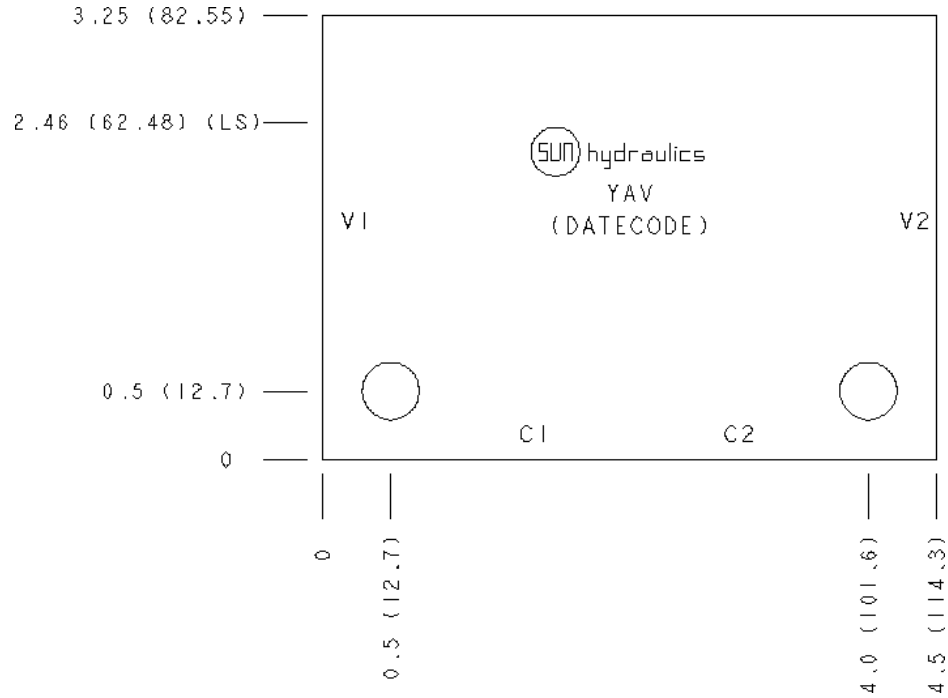 3.25 (82.55)
2.46 (62.48) (LS)
SUN hydraulics
YAV
V1
(DATECODE)
V2
0.5 (12.7)
C1
C2
0
0
0.5 (12.7)
4.0 (101.6)
4.5 (114.3)